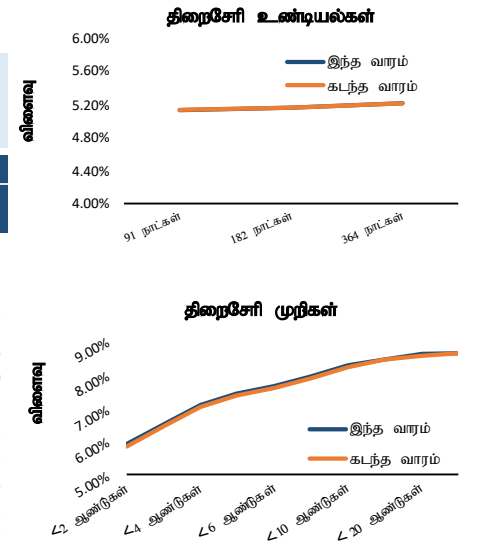 திறைசேரி உண்டியல்கள்
விளைவு
6.00%
5.60%
5.20%
4.80%
4.40%
4.00%
இந்த வாரம்
கடந்த வாரம்
91 நாட்கள்
182 நாட்கள்
364 நாட்கள்
திறைசேரி முறிகள்
விளைவு
9.00%
8.00%
7.00%
6.00%
5.00%
இந்த வாரம்
கடந்த வாரம்
<2 ஆண்டுகள்
<4 ஆண்டுகள்
<6 ஆண்டுகள்
<10 ஆண்டுகள்
< 20 ஆண்டுகள்